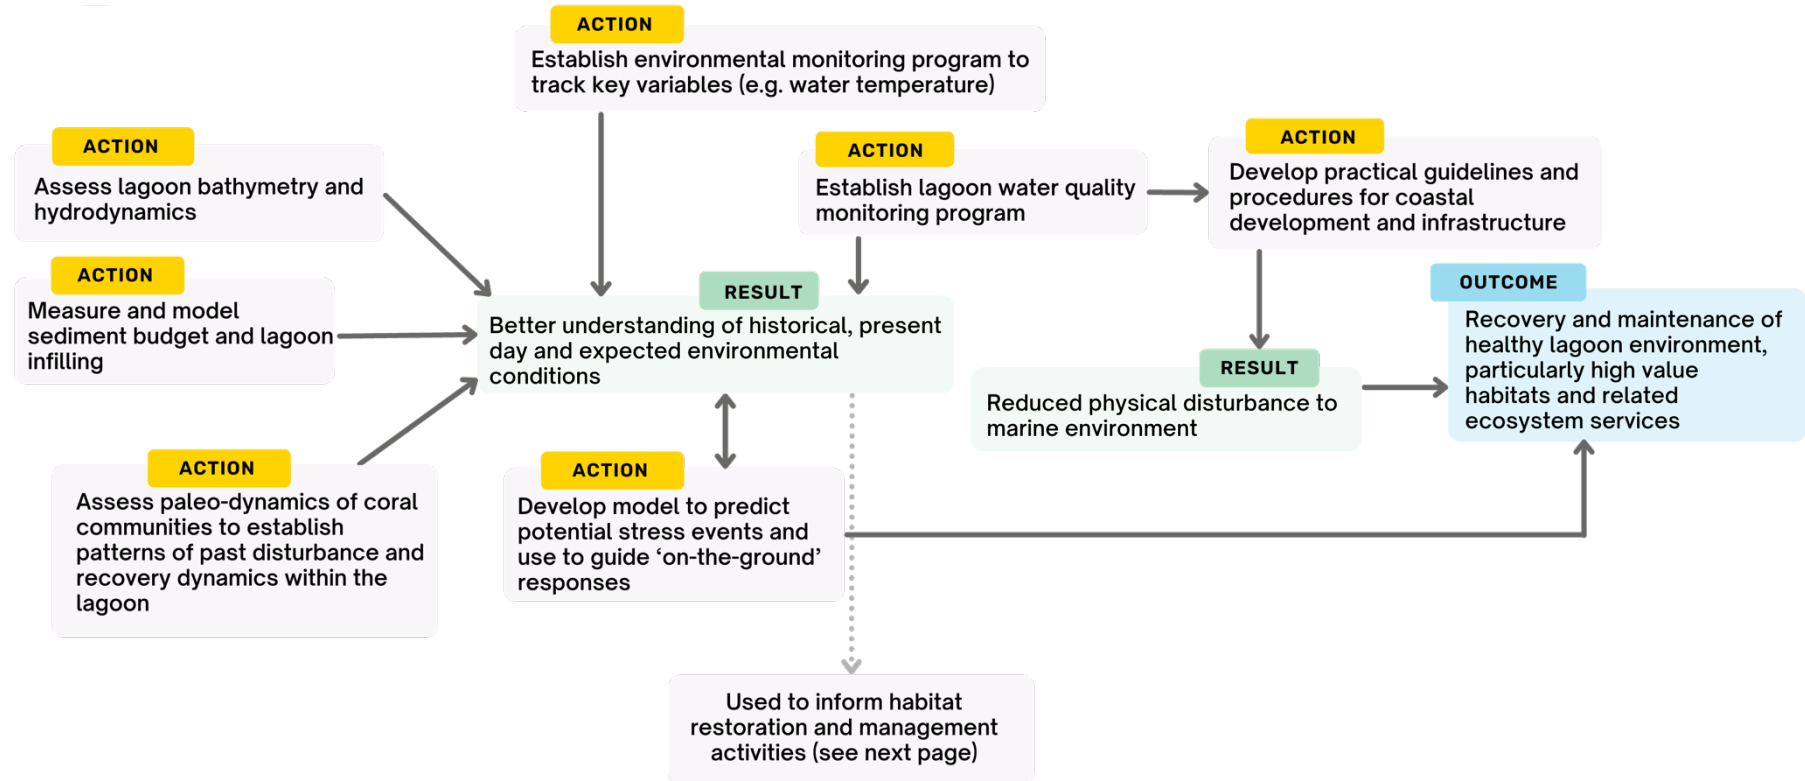 ACTION
Establish environmental monitoring program to
track key variables (e.g. water temperature)
ACTION
Assess lagoon bathymetry and
hydrodynamics
ACTION
Establish lagoon water quality
monitoring program
ACTION
Develop practical guidelines and
procedures for coastal
development and infrastructure
ACTION
Measure and model
sediment budget and lagoon
infilling
RESULT
Better understanding of historical, present
day and expected environmental
conditions
OUTCOME
Recovery and maintenance of
healthy lagoon environment,
particularly high value
habitats and related
ecosystem services
RESULT
Reduced physical disturbance to
marine environment
ACTION
Assess paleo-dynamics of coral
communities to establish
patterns of past disturbance and
recovery dynamics within the
lagoon
ACTION
Develop model to predict
potential stress events and
use to guide ‘on-the-ground’
responses
Used to inform habitat
restoration and management
activities (see next page)